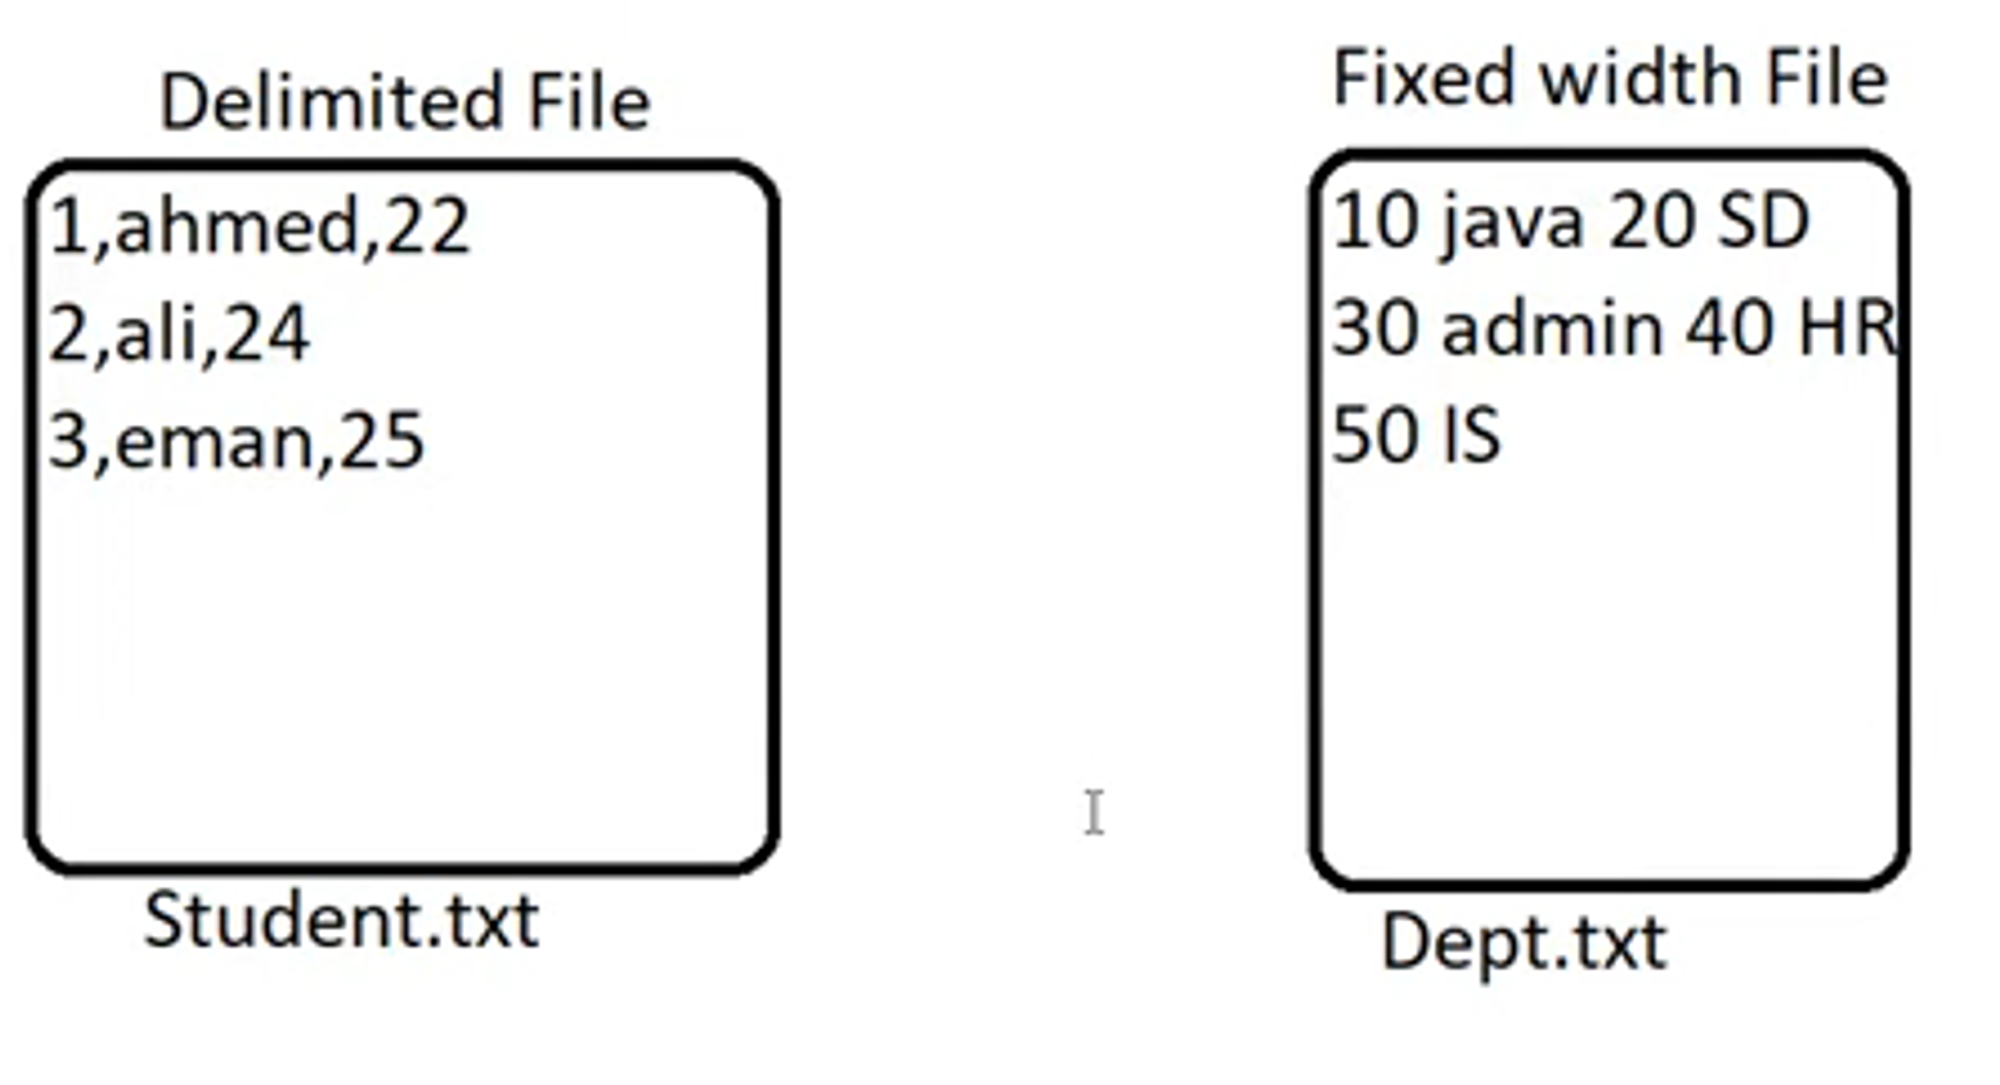 Delimited File
1,ahmed,22
2,ali,24
3,eman,25
Student.txt
Fixed width File
10 java 20 SD
30 admin 40 HR
50 IS
Dept.txt